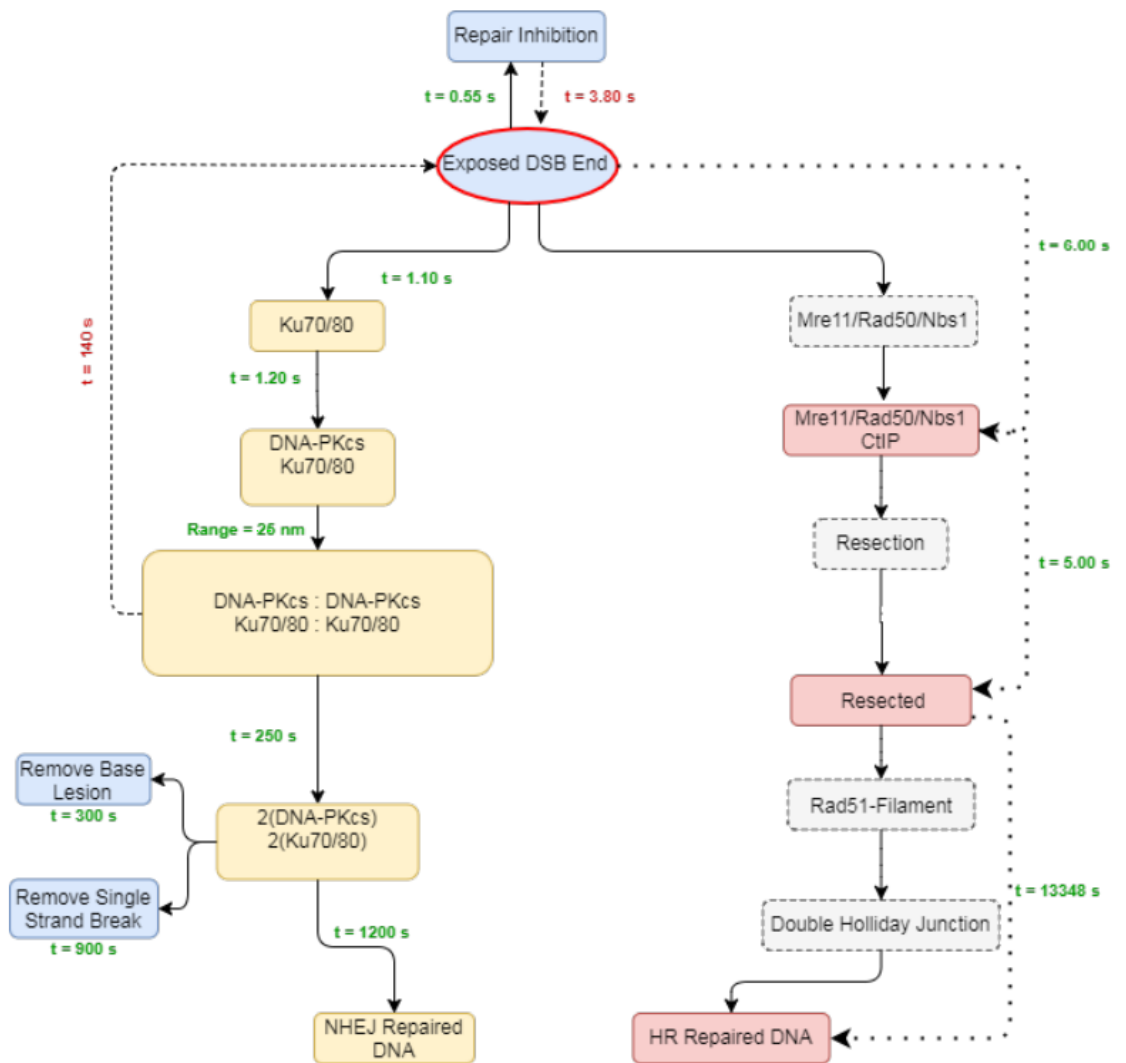 Repair Inhibition
t = 0.55 s
t = 3.80 s
Exposed DSB End
t = 6.00 s
t = 1.10 s
Ku70/80
Mre11/Rad50/Nbs1
t = 140 s
t = 1.20 s
Mre11/Rad50/Nbs1
CtIP
DNA-PKcs
Ku70/80
Range = 25 nm
Resection
t = 5.00 s
DNA-PKcs : DNA-PKcs
Ku70/80 : Ku70/80
Resected
t = 250 s
Remove Base
Lesion
t = 300 s
2(DNA-PKcs)
2(Ku70/80)
Rad51-Filament
Remove Single
Strand Break
t = 900 s
t = 13348 s
Double Holliday Junction
t = 1200 s
NHEJ Repaired
DNA
HR Repaired DNA